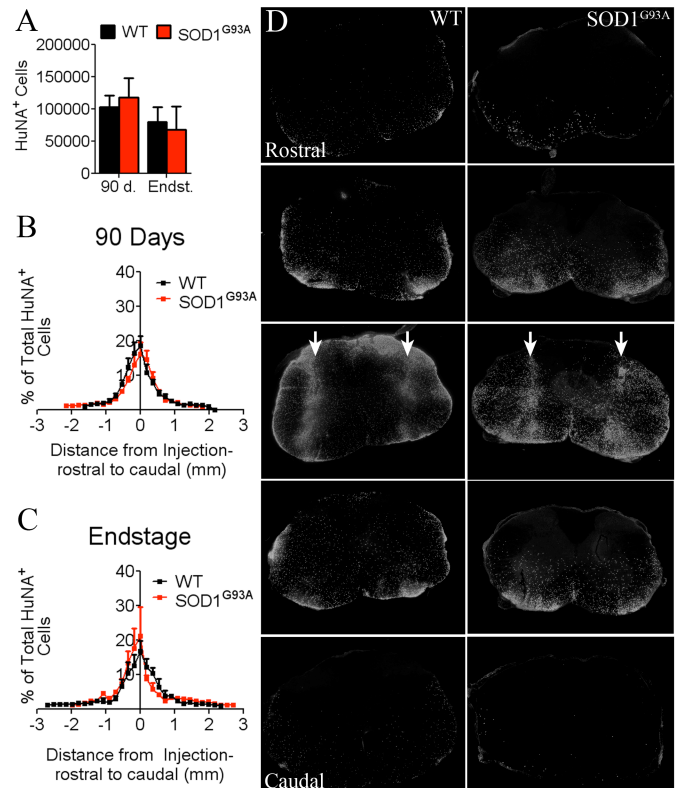 A
WT SOD1G93A
HuNA+ Cells
200000
150000
100000
50000
0
90 d. Endst.
B
90 Days
% of Total HuNA+
Cells
40
30
20
10
WT
SOD1G93A
-3 -2 -1 0 1 2 3
Distance from Injection-
rostral to caudal (mm)
C
Endstage
% of Total HuNA+
Cells
40
30
20
10
WT
SOD1G93A
-3 -2 -1 0 1 2 3
Distance from Injection-
rostral to caudal (mm)
D
WT
SOD1G93A
Rostral
Caudal